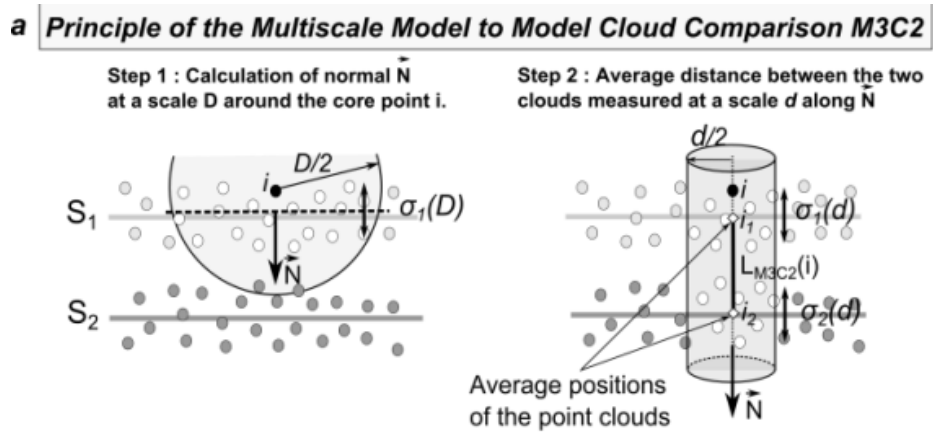 a Principle of the Multiscale Model to Model Cloud Comparison M3C2
Step 1 : Calculation of normal N⃗
at a scale D around the core point i.
Step 2 : Average distance between the two
clouds measured at a scale d along N⃗
D/2
i
S₁
σ₁(D)
N⃗
S₂
d/2
i
i₁
σ₁(d)
L_M3C2(i)
i₂
σ₂(d)
Average positions
of the point clouds
N⃗